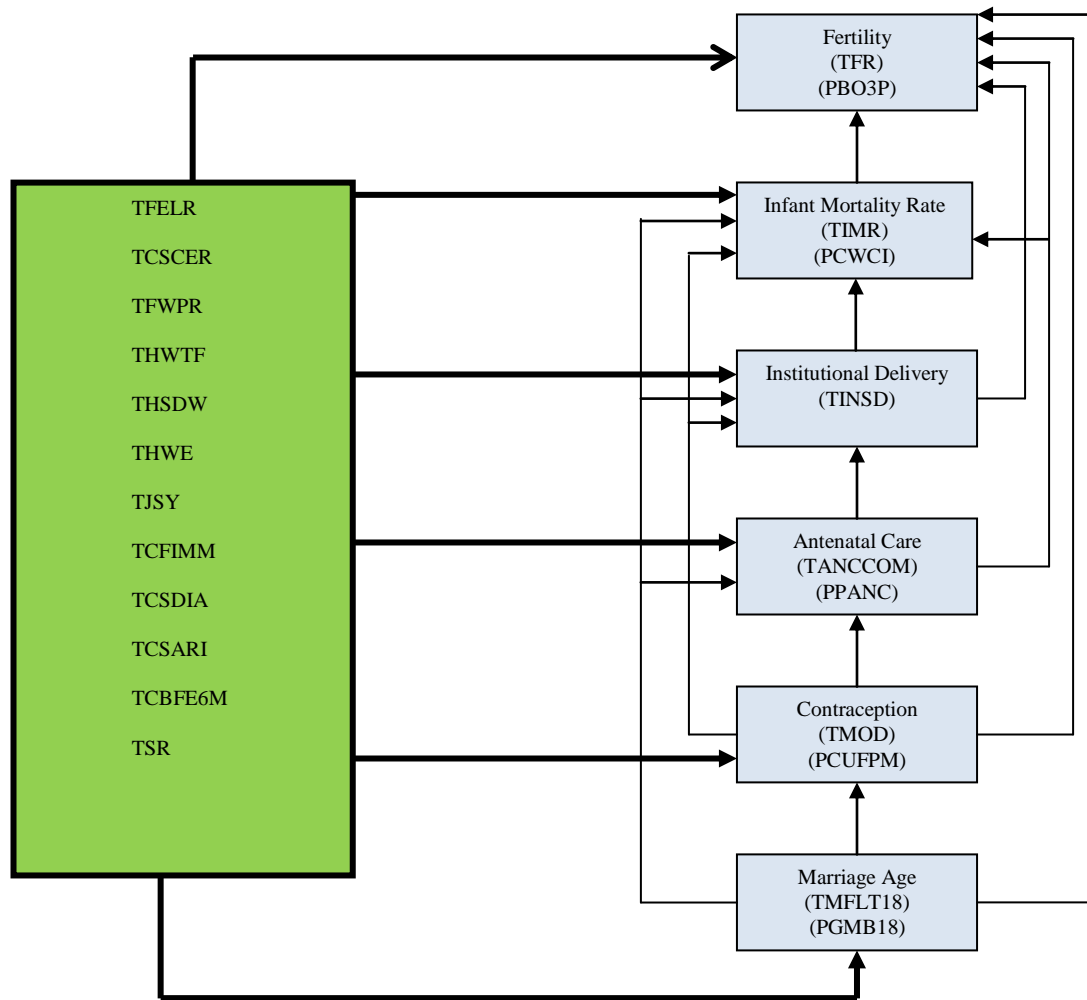 Fertility
(TFR)
(PBO3P)
TFELR
TCSCER
TFWPR
THWTF
THSDW
THWE
TJSY
TCFIMM
TCSDIA
TCSARI
TCBFE6M
TSR
Infant Mortality Rate
(TIMR)
(PCWCI)
Institutional Delivery
(TINSD)
Antenatal Care
(TANCCOM)
(PPANC)
Contraception
(TMOD)
(PCUFPM)
Marriage Age
(TMFLT18)
(PGMB18)